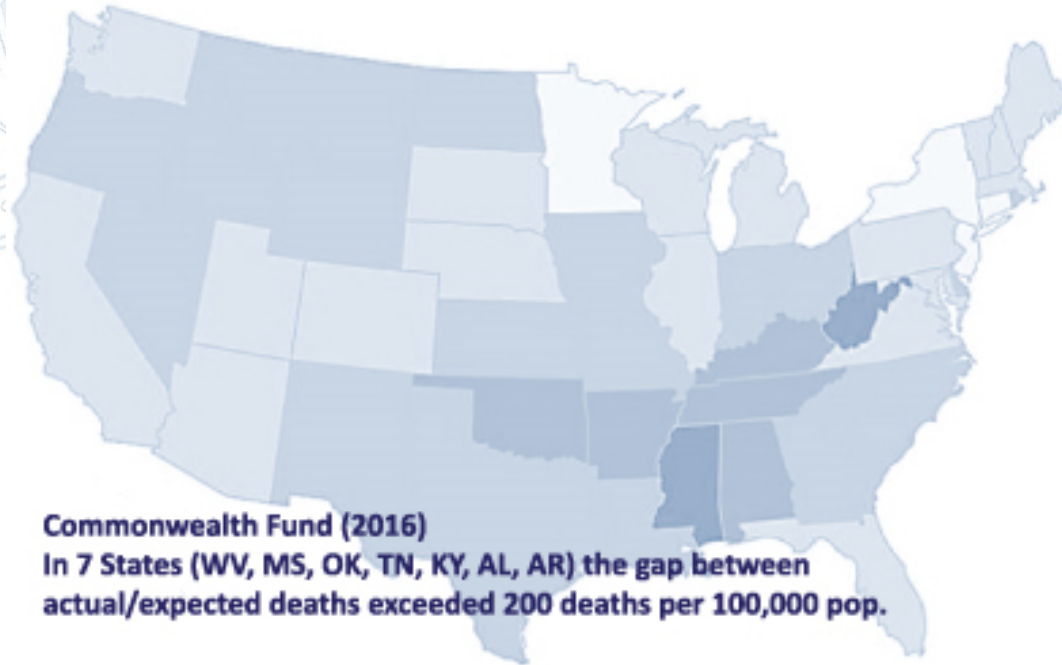 Commonwealth Fund (2016)
In 7 States (WV, MS, OK, TN, KY, AL, AR) the gap between
actual/expected deaths exceeded 200 deaths per 100,000 pop.